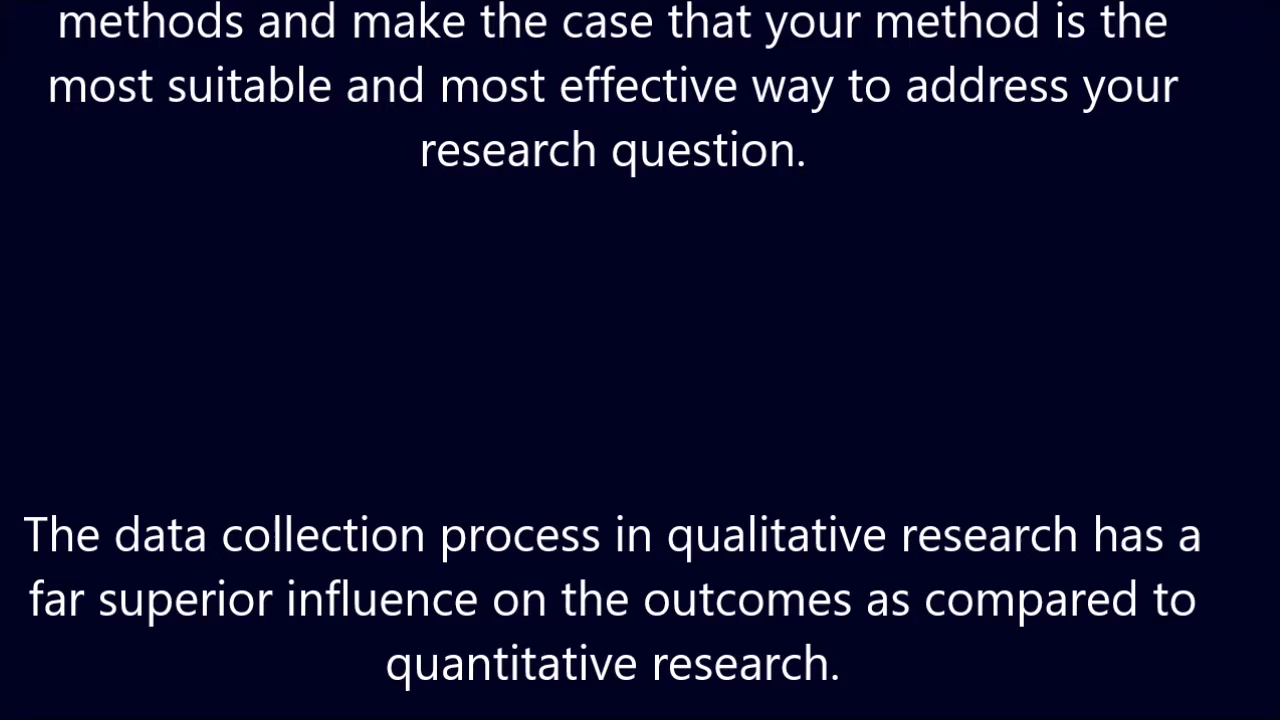 methods and make the case that your method is the
most suitable and most effective way to address your
research question.
The data collection process in qualitative research has a
far superior influence on the outcomes as compared to
quantitative research.